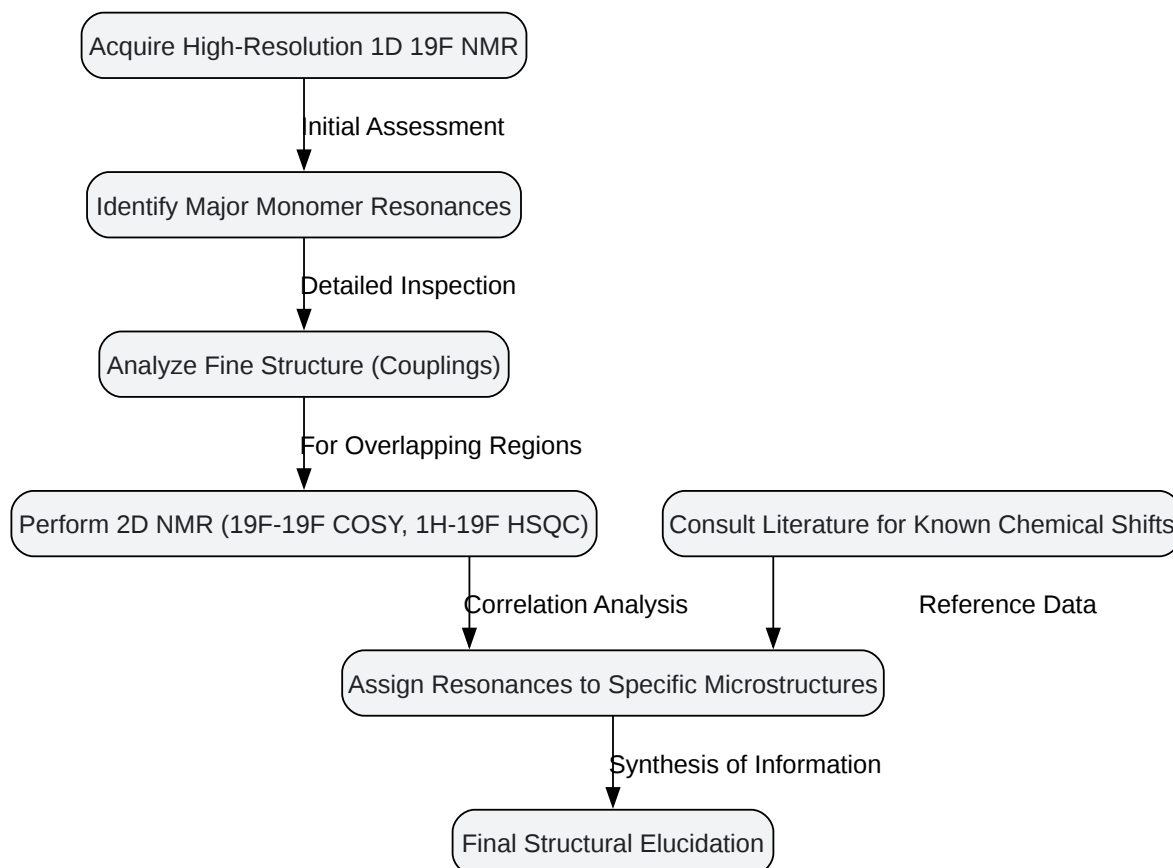 Acquire High-Resolution 1D 19F NMR
Initial Assessment
Identify Major Monomer Resonances
Detailed Inspection
Analyze Fine Structure (Couplings)
For Overlapping Regions
Perform 2D NMR (19F-19F COSY, 1H-19F HSQC)
Consult Literature for Known Chemical Shifts
Correlation Analysis
Reference Data
Assign Resonances to Specific Microstructures
Synthesis of Information
Final Structural Elucidation